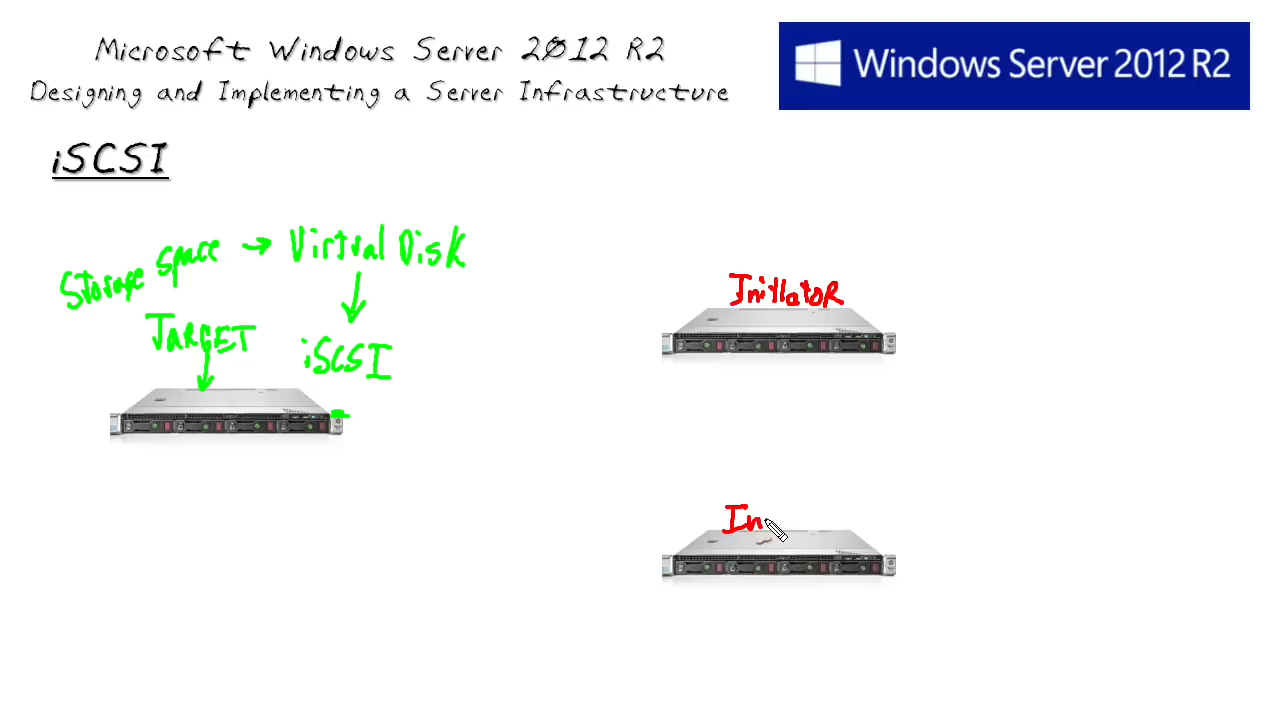 Microsoft Windows Server 2012 R2
Designing and Implementing a Server Infrastructure
Windows Server 2012 R2
iSCSI
Storage Space → Virtual Disk
TARGET
iSCSI
InitiatoR
In